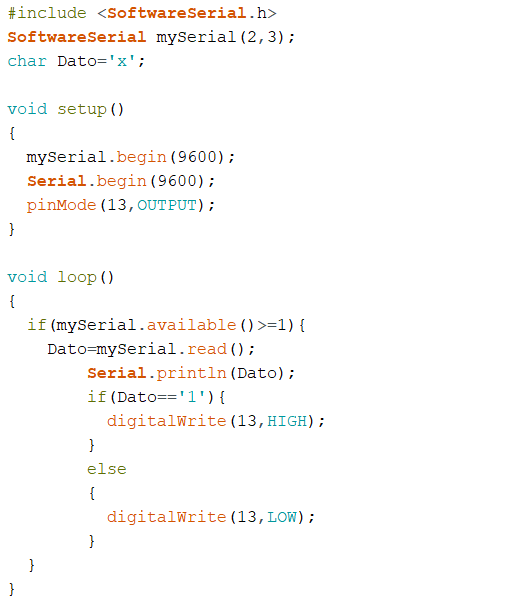 #include <SoftwareSerial.h>
SoftwareSerial mySerial(2,3);
char Dato='x';

void setup()
{
  mySerial.begin(9600);
  Serial.begin(9600);
  pinMode(13,OUTPUT);
}

void loop()
{
  if(mySerial.available()>=1){
    Dato=mySerial.read();
        Serial.println(Dato);
        if(Dato=='1'){
          digitalWrite(13,HIGH);
        }
        else
        {
          digitalWrite(13,LOW);
        }
  }
}